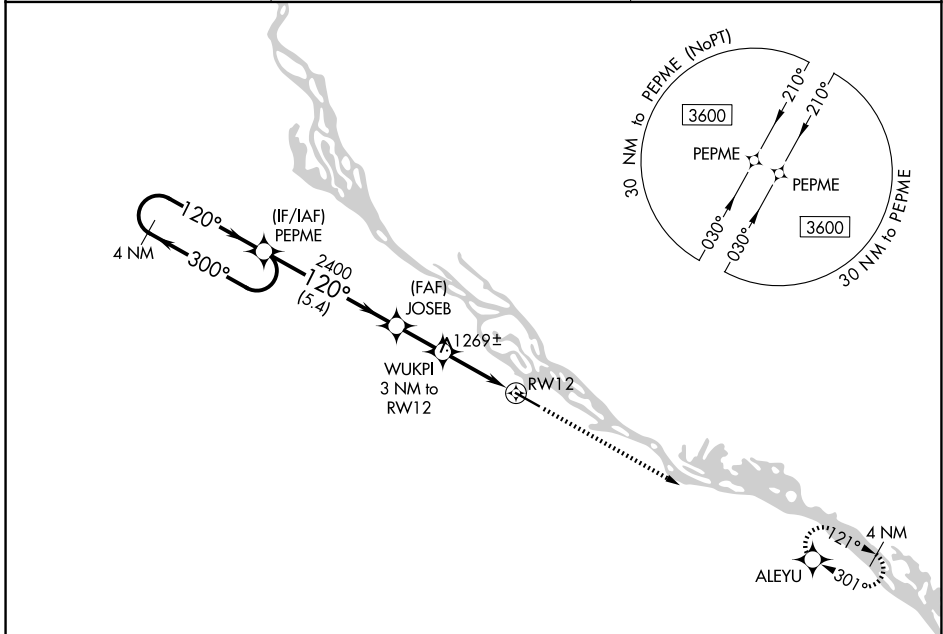 30 NM to PEPME (NoPT)
210°
210°
3600
PEPME
PEPME
3600
030°
030°
30 NM to PEPME
120°
4 NM
300°
(IF/IAF)
PEPME
2400
120°
(5.4)
(FAF)
JOSEB
1269±
WUKPI
3 NM to
RW12
RW12
4 NM
121°
301°
ALEYU